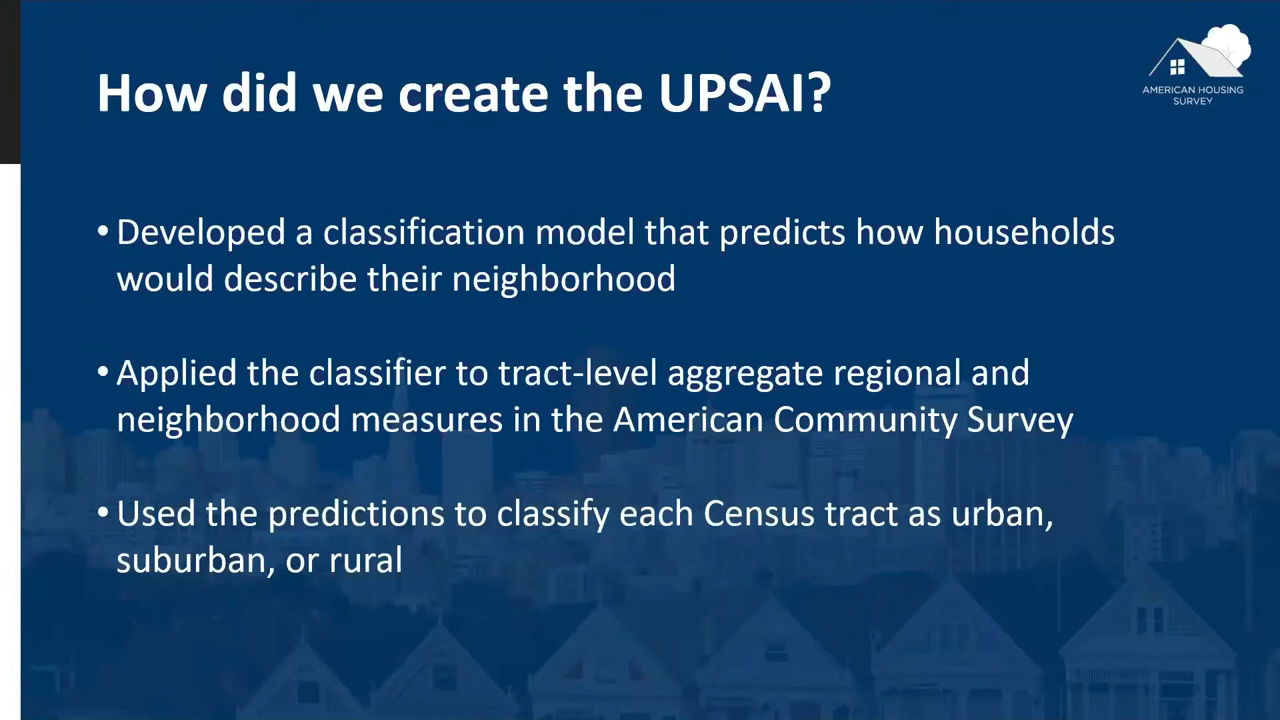 AMERICAN HOUSING
SURVEY
How did we create the UPSAI?
• Developed a classification model that predicts how households
would describe their neighborhood
• Applied the classifier to tract-level aggregate regional and
neighborhood measures in the American Community Survey
• Used the predictions to classify each Census tract as urban,
suburban, or rural